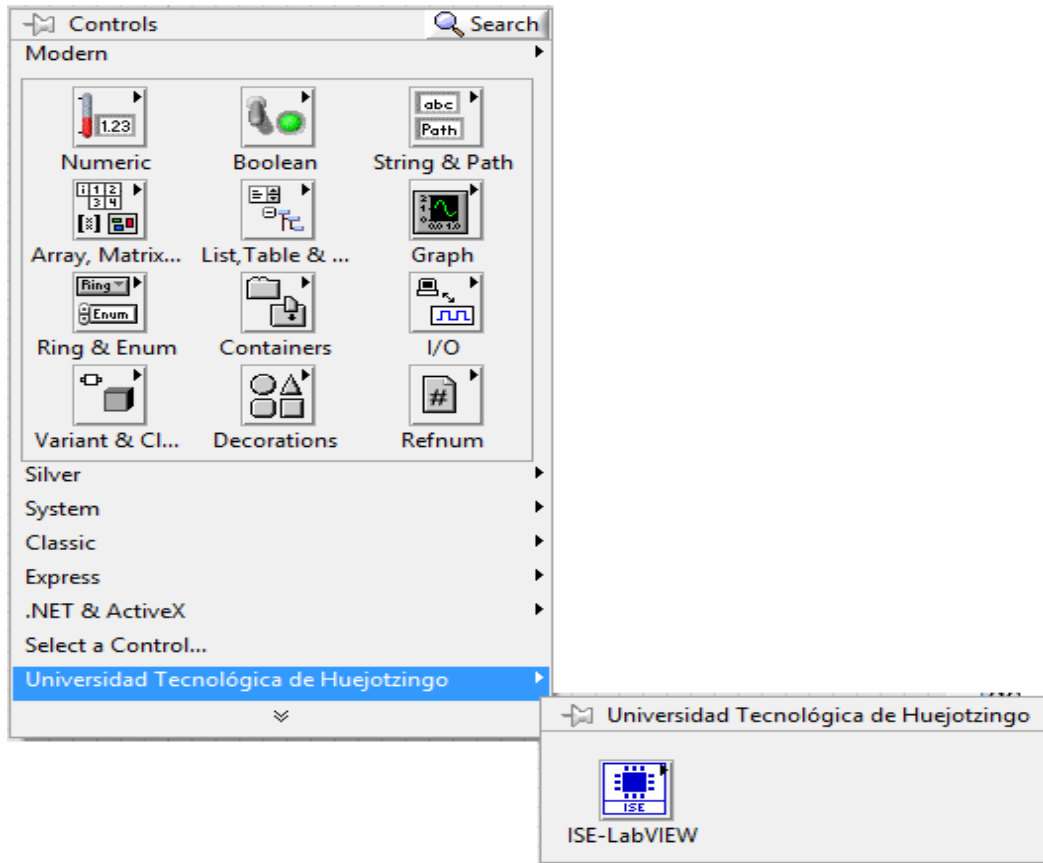 Controls Search
Modern
1.23 abc Path
Numeric Boolean String & Path
Array, Matrix... List,Table & ... Graph
Ring Enum
Ring & Enum Containers I/O
#
Variant & Cl... Decorations Refnum
Silver
System
Classic
Express
.NET & ActiveX
Select a Control...
Universidad Tecnológica de Huejotzingo
Universidad Tecnológica de Huejotzingo
ISE
ISE-LabVIEW